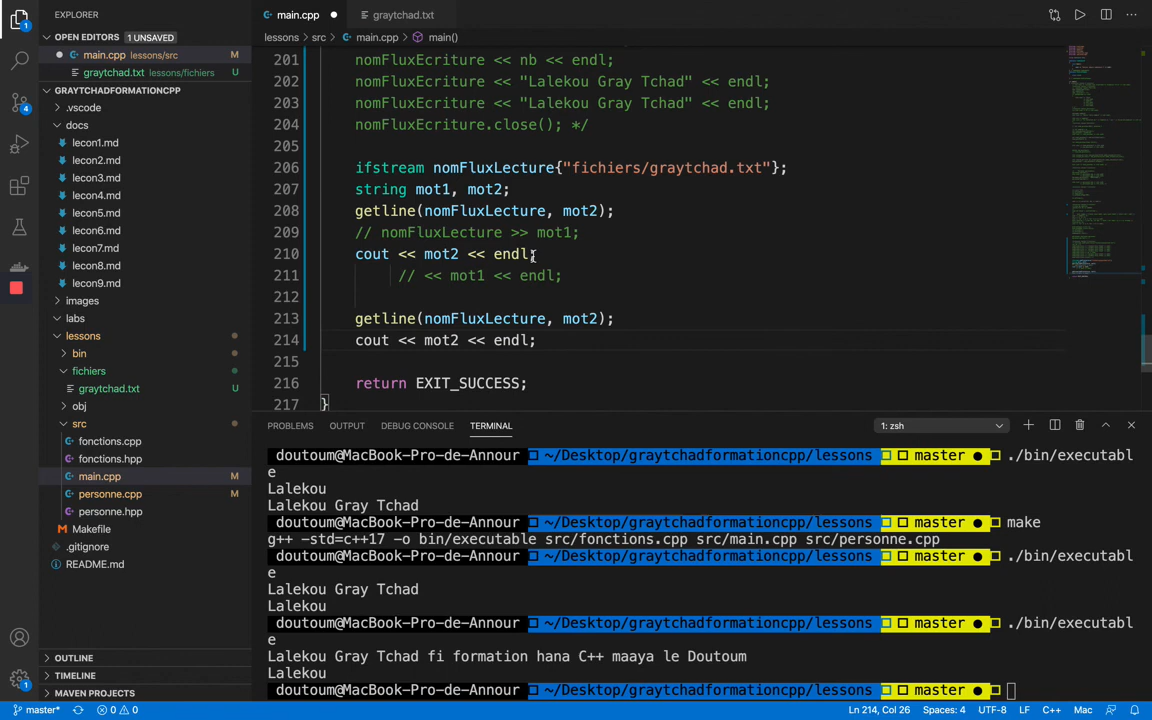 EXPLORER
main.cpp ●
graytchad.txt
OPEN EDITORS 1 UNSAVED
main.cpp lessons/src M
graytchad.txt lessons/fichiers U
GRAYTCHADFORMATIONCPP
.vscode
docs
lecon1.md
lecon2.md
lecon3.md
lecon4.md
lecon5.md
lecon6.md
lecon7.md
lecon8.md
lecon9.md
images
labs
lessons
bin
fichiers
graytchad.txt U
obj
src
fonctions.cpp
fonctions.hpp
main.cpp M
personne.cpp M
personne.hpp
Makefile
.gitignore
README.md
OUTLINE
TIMELINE
MAVEN PROJECTS
1
4
1
lessons > src > main.cpp > main()
201 nomFluxEcriture << nb << endl;
202 nomFluxEcriture << "Lalekou Gray Tchad" << endl;
203 nomFluxEcriture << "Lalekou Gray Tchad" << endl;
204 nomFluxEcriture.close(); */
205
206 ifstream nomFluxLecture{"fichiers/graytchad.txt"};
207 string mot1, mot2;
208 getline(nomFluxLecture, mot2);
209 // nomFluxLecture >> mot1;
210 cout << mot2 << endl;
211 // << mot1 << endl;
212
213 getline(nomFluxLecture, mot2);
214 cout << mot2 << endl;
215
216 return EXIT_SUCCESS;
217 }
PROBLEMS OUTPUT DEBUG CONSOLE TERMINAL 1: zsh
doutoum@MacBook-Pro-de-Annour ~/Desktop/graytchadformationcpp/lessons master ● ./bin/executabl
e
Lalekou
Lalekou Gray Tchad
doutoum@MacBook-Pro-de-Annour ~/Desktop/graytchadformationcpp/lessons master ● make
g++ -std=c++17 -o bin/executable src/fonctions.cpp src/main.cpp src/personne.cpp
doutoum@MacBook-Pro-de-Annour ~/Desktop/graytchadformationcpp/lessons master ● ./bin/executabl
e
Lalekou Gray Tchad
Lalekou
doutoum@MacBook-Pro-de-Annour ~/Desktop/graytchadformationcpp/lessons master ● ./bin/executabl
e
Lalekou Gray Tchad fi formation hana C++ maaya le Doutoum
Lalekou
doutoum@MacBook-Pro-de-Annour ~/Desktop/graytchadformationcpp/lessons master ●
master* 0 0 Ln 214, Col 26 Spaces: 4 UTF-8 LF C++ Mac